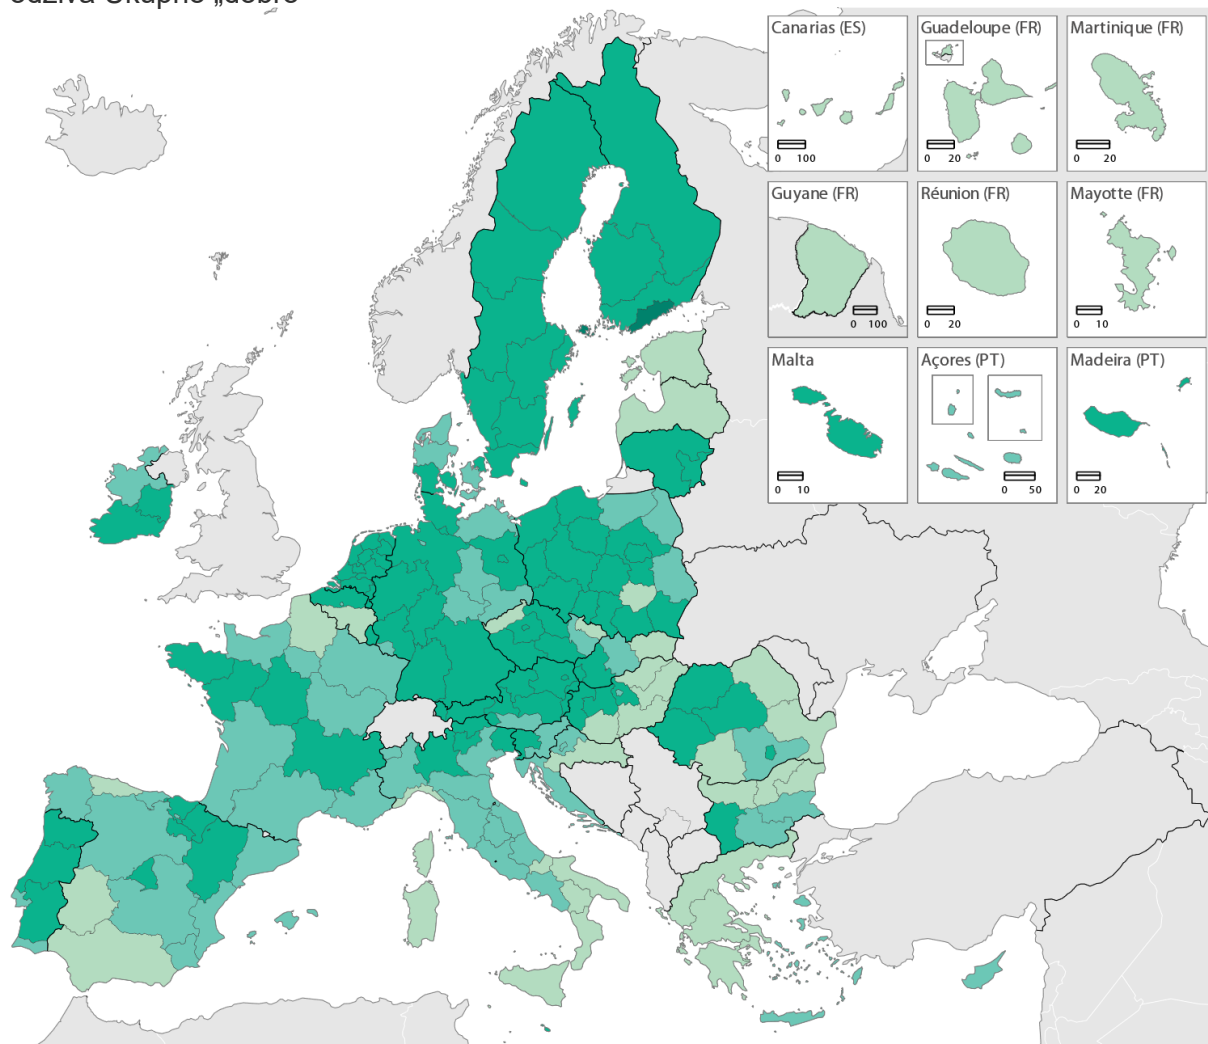 Canarias (ES)
0 100
Guadeloupe (FR)
0 20
Martinique (FR)
0 20
Guyane (FR)
0 100
Réunion (FR)
0 20
Mayotte (FR)
0 10
Malta
0 10
Açores (PT)
0 50
Madeira (PT)
0 20